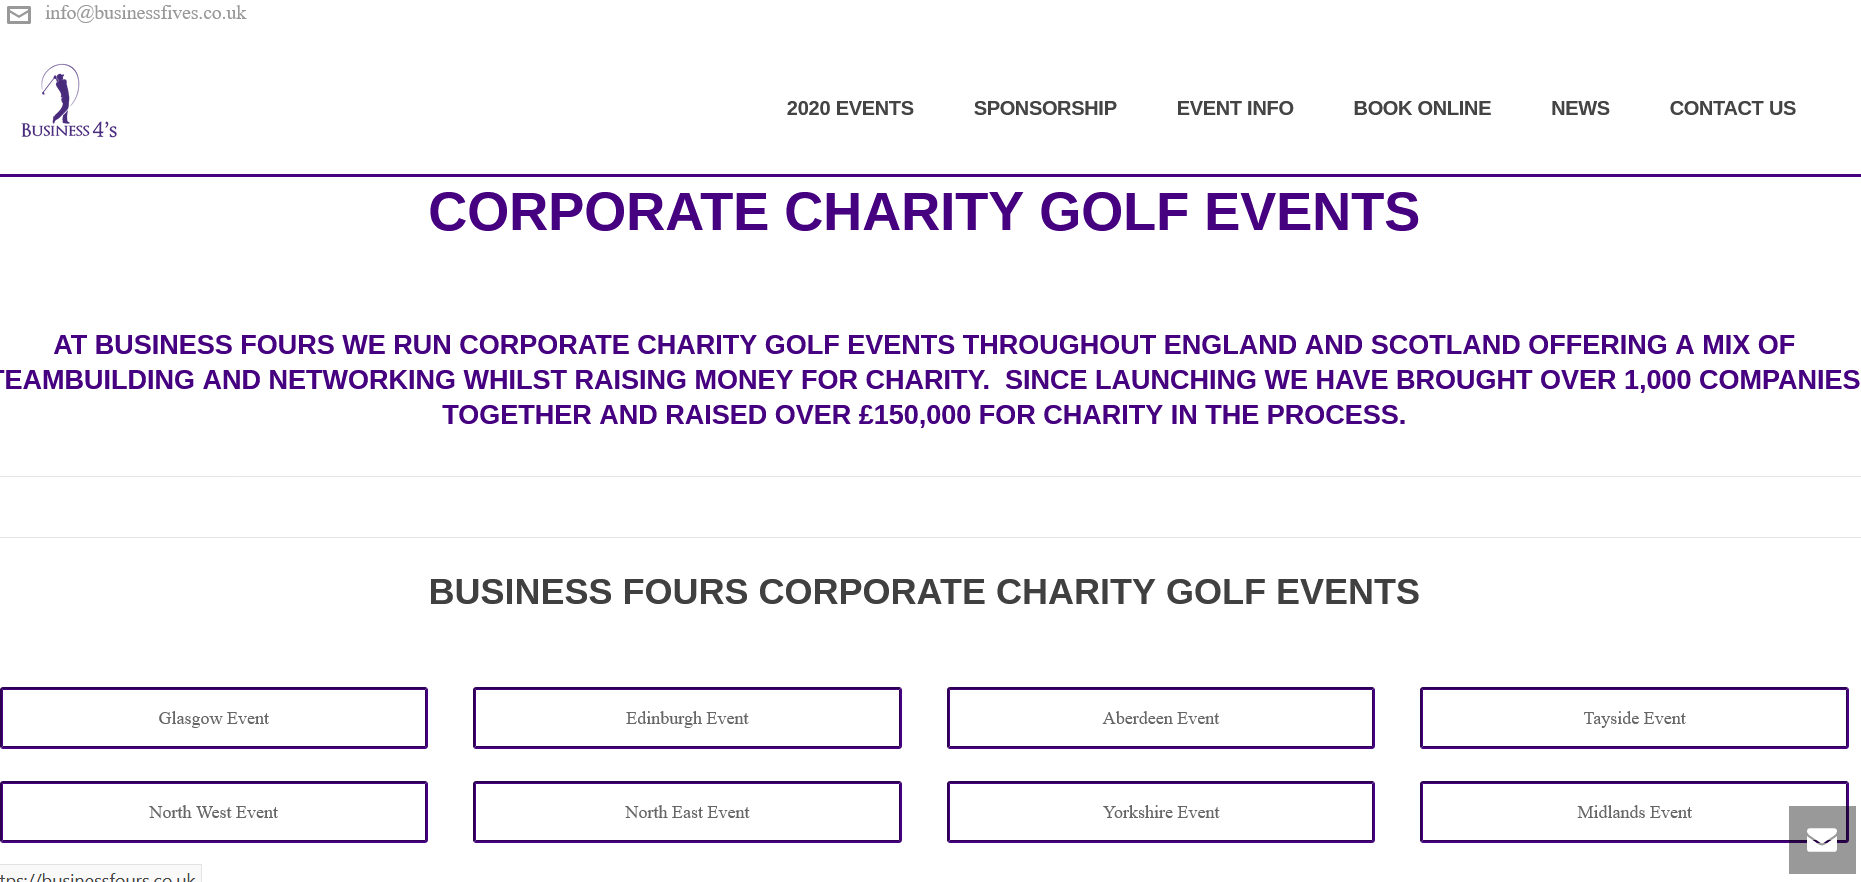 info@businessfives.co.uk
BUSINESS 4's
2020 EVENTS SPONSORSHIP EVENT INFO BOOK ONLINE NEWS CONTACT US
CORPORATE CHARITY GOLF EVENTS
AT BUSINESS FOURS WE RUN CORPORATE CHARITY GOLF EVENTS THROUGHOUT ENGLAND AND SCOTLAND OFFERING A MIX OF
TEAMBUILDING AND NETWORKING WHILST RAISING MONEY FOR CHARITY.  SINCE LAUNCHING WE HAVE BROUGHT OVER 1,000 COMPANIES
TOGETHER AND RAISED OVER £150,000 FOR CHARITY IN THE PROCESS.
BUSINESS FOURS CORPORATE CHARITY GOLF EVENTS
Glasgow Event Edinburgh Event Aberdeen Event Tayside Event
North West Event North East Event Yorkshire Event Midlands Event
tps://businessfours.co.uk